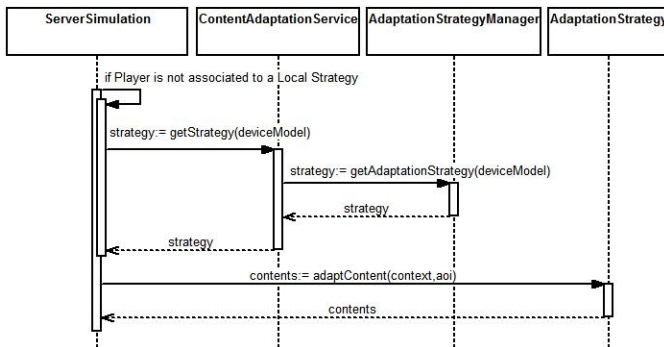 ServerSimulation
ContentAdaptationService
AdaptationStrategyManager
AdaptationStrategy
if Player is not associated to a Local Strategy
strategy:= getStrategy(deviceModel)
strategy:= getAdaptationStrategy(deviceModel)
strategy
strategy
contents:= adaptContent(context,aoi)
contents